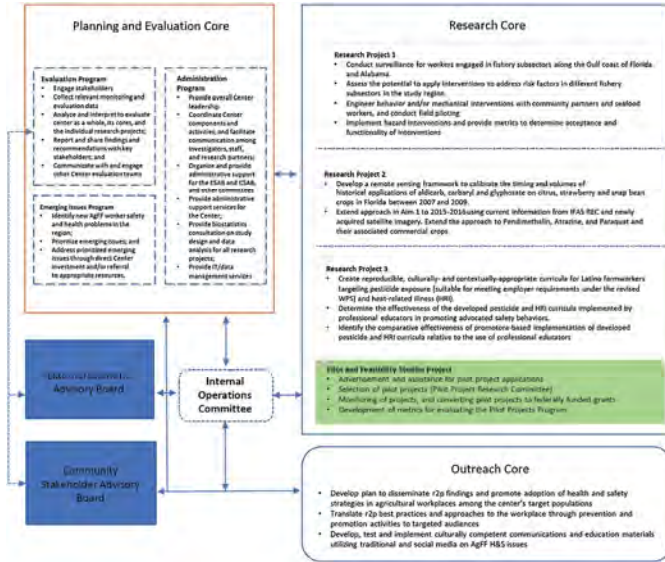 Planning and Evaluation Core
Evaluation Program
• Engage stakeholders
• Collect relevant monitoring and
evaluation data
• Analyze and interpret to evaluate
center as a whole, its cores, and
the individual research projects;
• Report and share findings and
recommendations with key
stakeholders; and
• Communicate with and engage
other Center evaluation teams
Emerging Issues Program
• Identify new AgFF worker safety
and health problems in the
region;
• Prioritize emerging issues; and
• Address prioritized emerging
issues through direct Center
investment and/or referral
to appropriate resources.
Administration
Program
• Provide overall Center
leadership;
• Coordinate Center
components and
activities, and facilitate
communication among
investigators, staff, and
research partners;
• Organize and provide
administrative support
for the ESAB and CSAB,
and other committees
• Provide administrative
support services for
the Center;
• Provide biostatistics
consultation on study
design and data
analysis for all research
projects;
• Provide IT/data
management services
Advisory Board
Community
Stakeholder Advisory
Board
Internal
Operations
Committee
Research Core
Research Project 1
• Conduct surveillance for workers engaged in fishery subsectors along the Gulf coast of Florida
and Alabama.
• Assess the potential to apply interventions to address risk factors in different fishery
subsectors in the study region.
• Engineer behavior and/or mechanical interventions with community partners and seafood
workers, and conduct field piloting
• Implement hazard interventions and provide metrics to determine acceptance and
functionality of interventions
Research Project 2
• Develop a remote sensing framework to calibrate the timing and volumes of
historical applications of aldicarb, carbaryl and glyphosate on citrus, strawberry and snap bean
crops in Florida between 2007 and 2009.
• Extend approach in Aim 1 to 2015-2016using current information from IFAS REC and newly
acquired satellite imagery. Extend the approach to Pendimethalin, Atrazine, and Paraquat and
their associated commercial crops.
Research Project 3
• Create reproducible, culturally- and contextually-appropriate curricula for Latino farmworkers
targeting pesticide exposure (suitable for meeting employer requirements under the revised
WPS) and heat-related illness (HRI).
• Determine the effectiveness of the developed pesticide and HRI curricula implemented by
professional educators in promoting advocated safety behaviors.
• Identify the comparative effectiveness of promotora-based implementation of developed
pesticide and HRI curricula relative to the use of professional educators
Pilot and Feasibility Studies Project
• Advertisement and assistance for pilot project applications
• Selection of pilot projects (Pilot Project Research Committee)
• Monitoring of projects, and converting pilot projects to federally funded grants
• Development of metrics for evaluating the Pilot Projects Program
Outreach Core
• Develop plan to disseminate r2p findings and promote adoption of health and safety
strategies in agricultural workplaces among the center's target populations
• Translate r2p best practices and approaches to the workplace through prevention and
promotion activities to targeted audiences
• Develop, test and implement culturally competent communications and education materials
utilizing traditional and social media on AgFF H&S issues